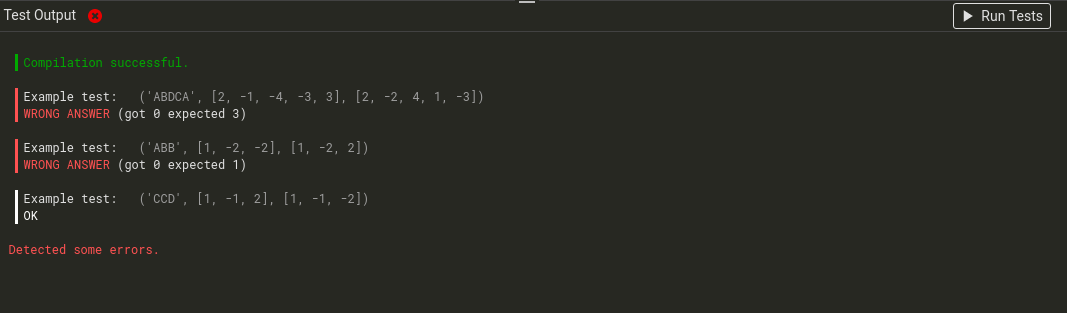 Test Output
Run Tests
Compilation successful.
Example test: ('ABDCA', [2, -1, -4, -3, 3], [2, -2, 4, 1, -3])
WRONG ANSWER (got 0 expected 3)
Example test: ('ABB', [1, -2, -2], [1, -2, 2])
WRONG ANSWER (got 0 expected 1)
Example test: ('CCD', [1, -1, 2], [1, -1, -2])
OK
Detected some errors.